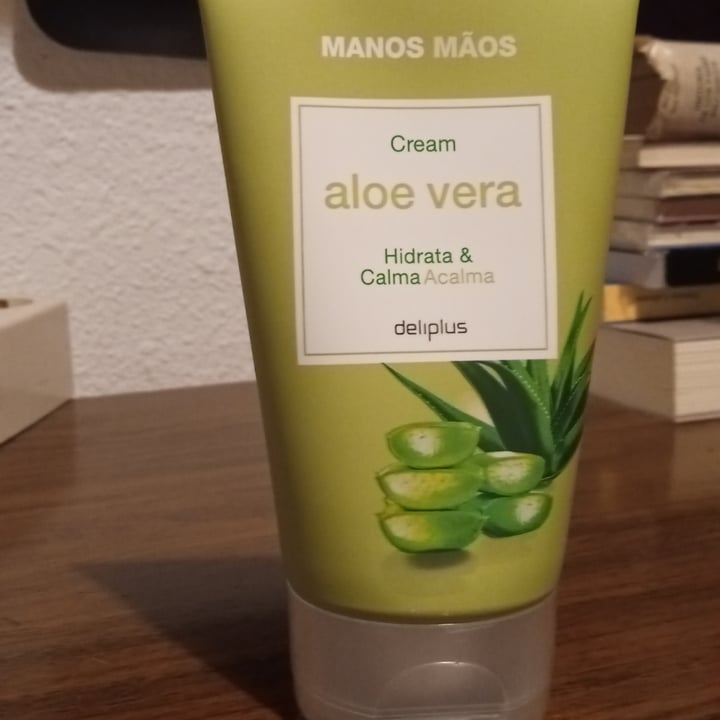 MANOS MÃOS
Cream
aloe vera
Hidrata &
Calma Acalma
deliplus